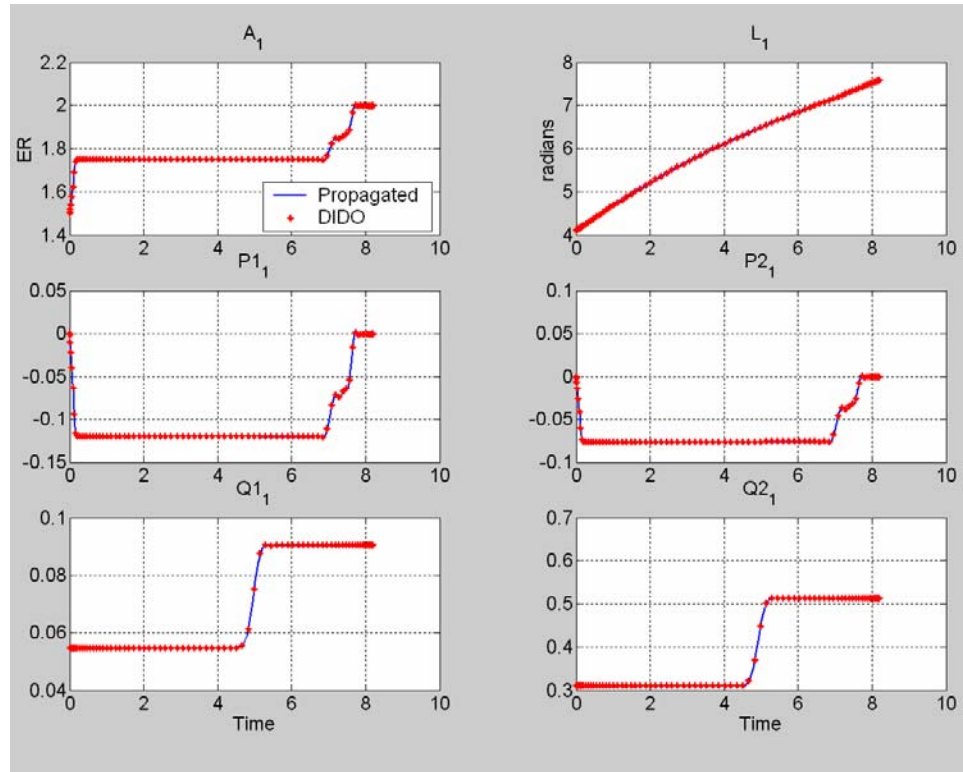 A1
2.2
2
1.8
1.6
1.4
ER
0 2 4 6 8 10
Propagated
DIDO
L1
8
7
6
5
4
radians
0 2 4 6 8 10
P11
0.05
0
-0.05
-0.1
-0.15
0 2 4 6 8 10
P21
0.1
0.05
0
-0.05
-0.1
0 2 4 6 8 10
Q11
0.1
0.08
0.06
0.04
0 2 4 6 8 10
Time
Q21
0.7
0.6
0.5
0.4
0.3
0 2 4 6 8 10
Time